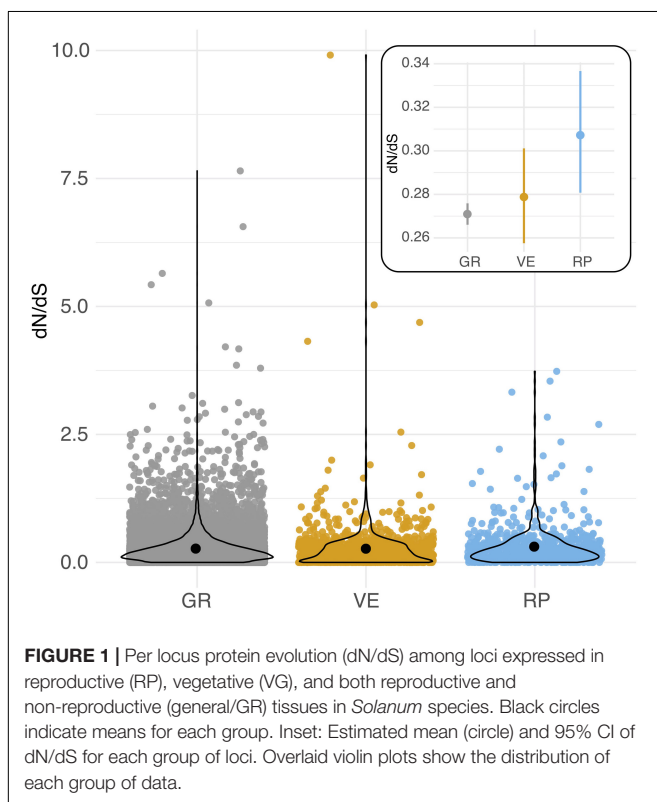 10.0
7.5
5.0
2.5
0.0
dN/dS
GR
VE
RP
0.34
0.32
0.30
0.28
0.26
dN/dS
GR
VE
RP
FIGURE 1 | Per locus protein evolution (dN/dS) among loci expressed in
reproductive (RP), vegetative (VG), and both reproductive and
non-reproductive (general/GR) tissues in Solanum species. Black circles
indicate means for each group. Inset: Estimated mean (circle) and 95% CI of
dN/dS for each group of loci. Overlaid violin plots show the distribution of
each group of data.